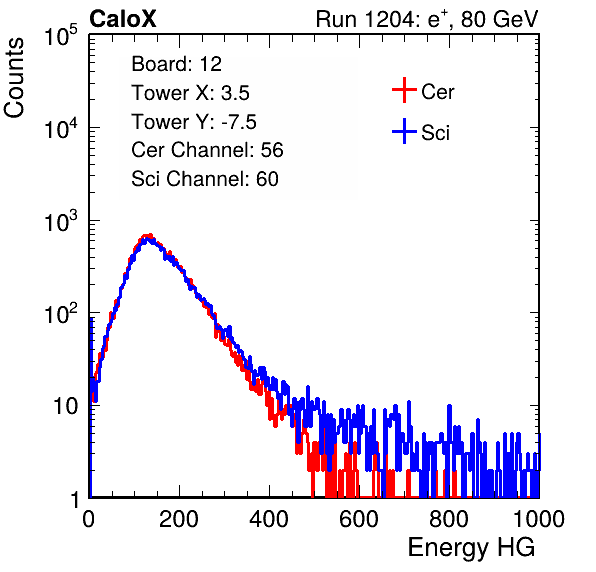 CaloX Run 1204: e⁺, 80 GeV
Counts
Board: 12
Tower X: 3.5
Tower Y: -7.5
Cer Channel: 56
Sci Channel: 60
Cer
Sci
10⁵
10⁴
10³
10²
10
1
0 200 400 600 800 1000
Energy HG